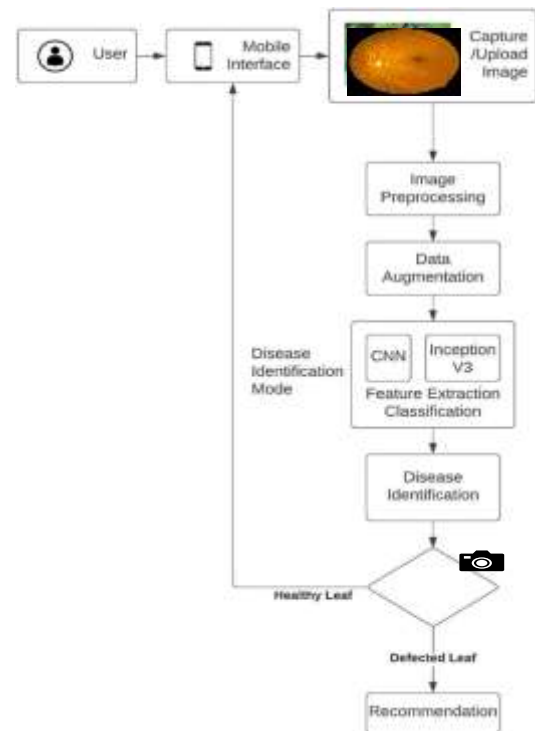 User
Mobile
Interface
Capture
/Upload
Image
Image
Preprocessing
Data
Augmentation
Disease
Identification
Mode
CNN
Inception
V3
Feature Extraction
Classification
Disease
Identification
Healthy Leaf
Defected Leaf
Recommendation